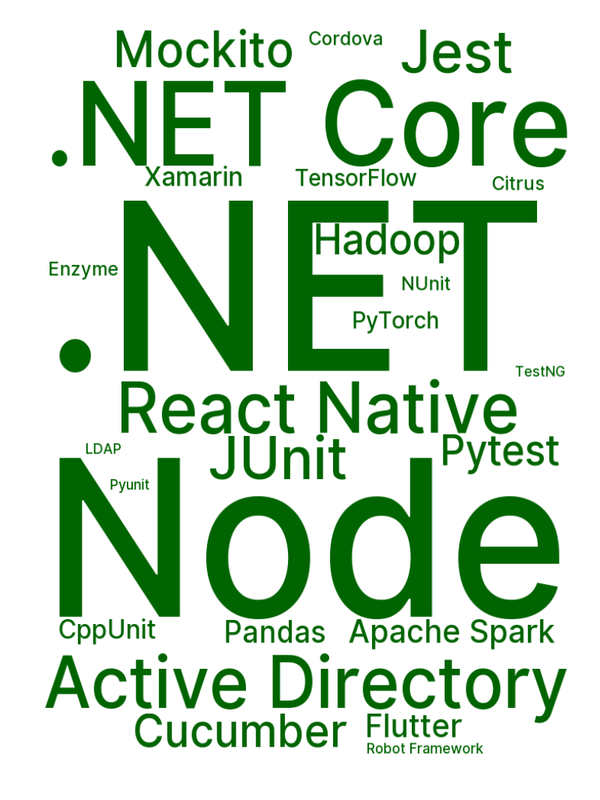 Mockito
Cordova
Jest
.NET Core
Xamarin
TensorFlow
Citrus
.NET
Hadoop
Enzyme
NUnit
PyTorch
TestNG
React Native
LDAP
JUnit
Pytest
Pyunit
Node
CppUnit
Pandas
Apache Spark
Active Directory
Cucumber
Flutter
Robot Framework